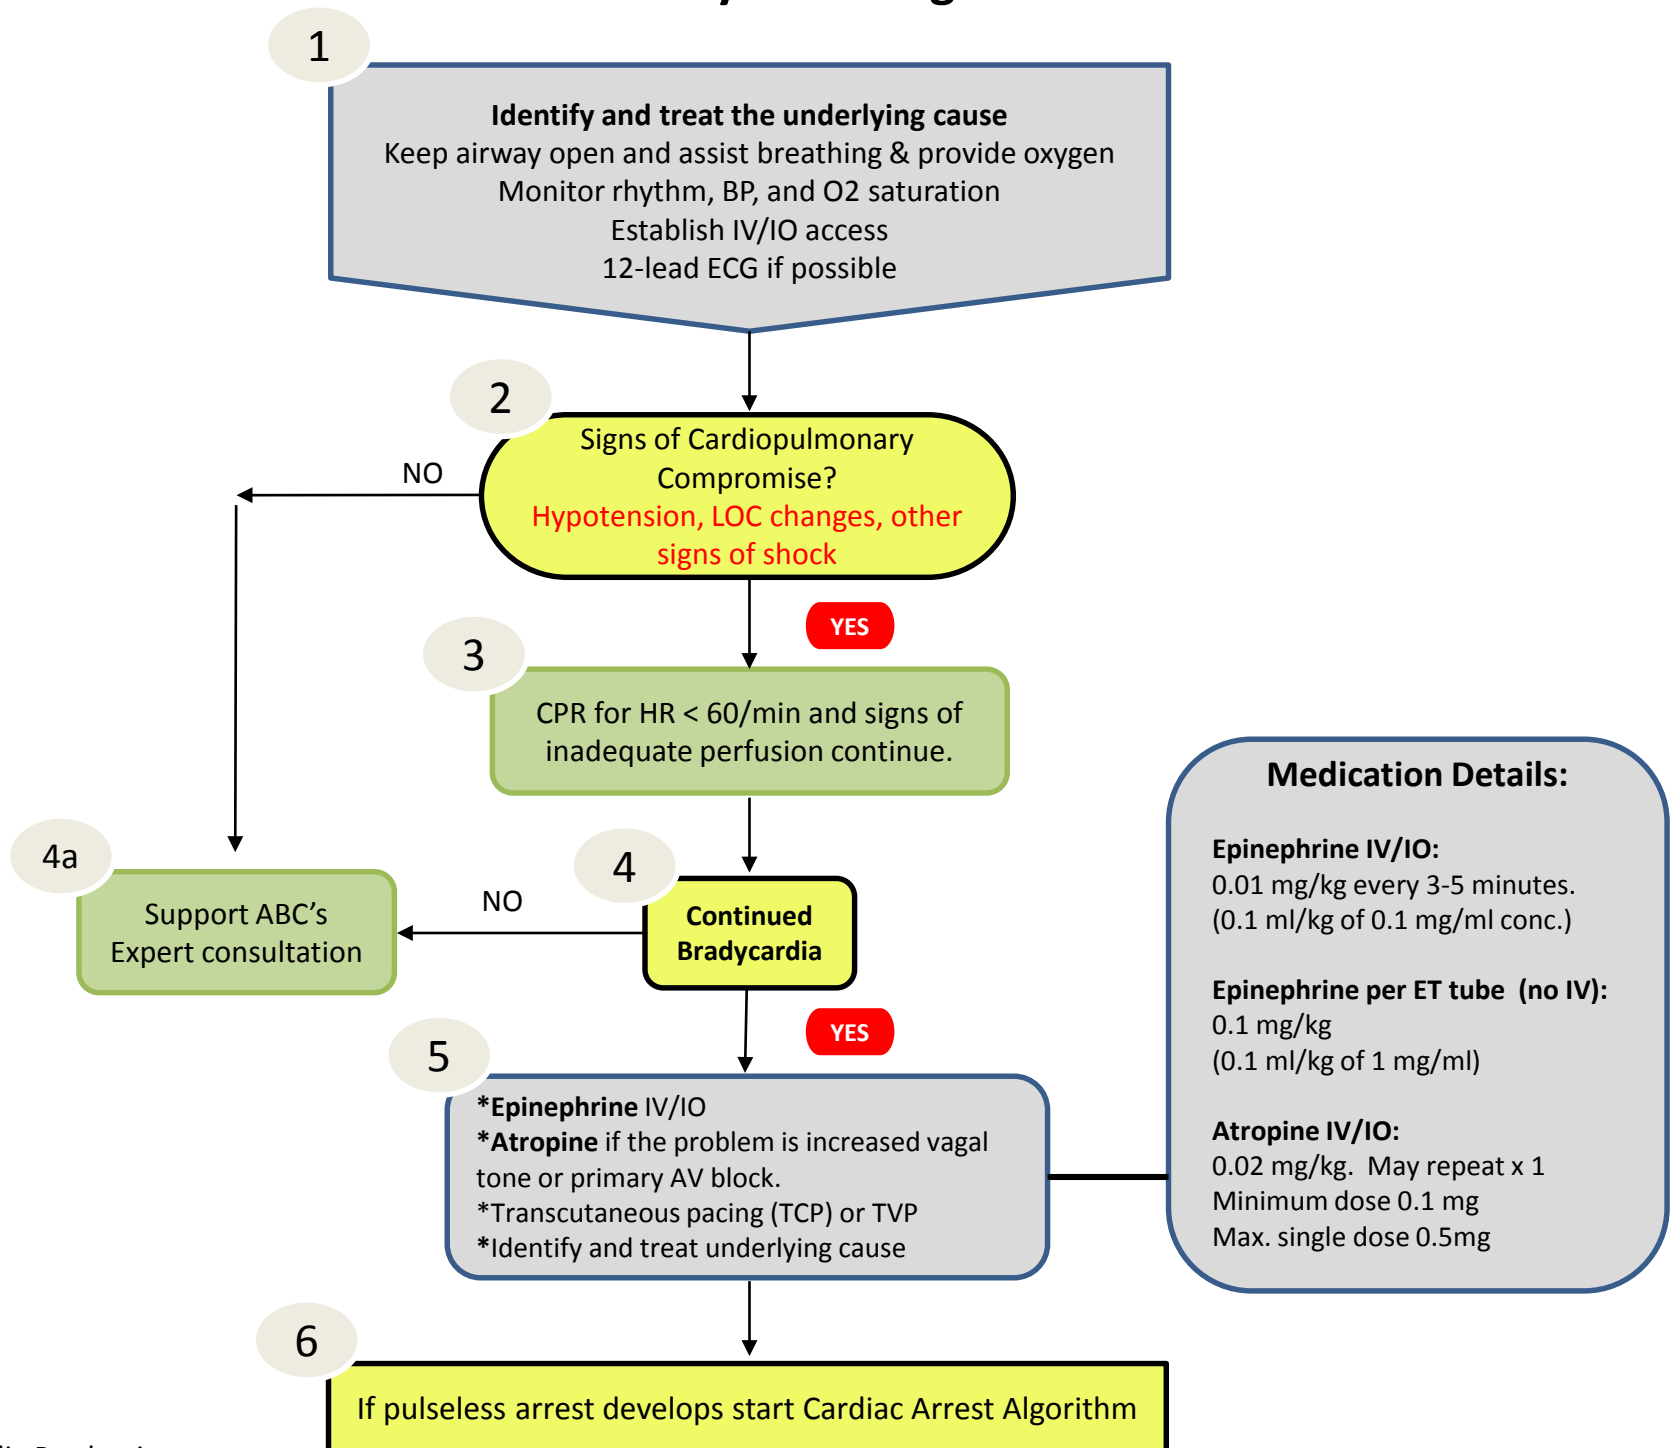 1
Identify and treat the underlying cause
Keep airway open and assist breathing & provide oxygen
Monitor rhythm, BP, and O2 saturation
Establish IV/IO access
12-lead ECG if possible
2
Signs of Cardiopulmonary
Compromise?
Hypotension, LOC changes, other
signs of shock
NO
YES
3
CPR for HR < 60/min and signs of
inadequate perfusion continue.
4a
Support ABC’s
Expert consultation
NO
4
Continued
Bradycardia
YES
5
*Epinephrine IV/IO
*Atropine if the problem is increased vagal
tone or primary AV block.
*Transcutaneous pacing (TCP) or TVP
*Identify and treat underlying cause
Medication Details:
Epinephrine IV/IO:
0.01 mg/kg every 3-5 minutes.
(0.1 ml/kg of 0.1 mg/ml conc.)
Epinephrine per ET tube (no IV):
0.1 mg/kg
(0.1 ml/kg of 1 mg/ml)
Atropine IV/IO:
0.02 mg/kg. May repeat x 1
Minimum dose 0.1 mg
Max. single dose 0.5mg
6
If pulseless arrest develops start Cardiac Arrest Algorithm